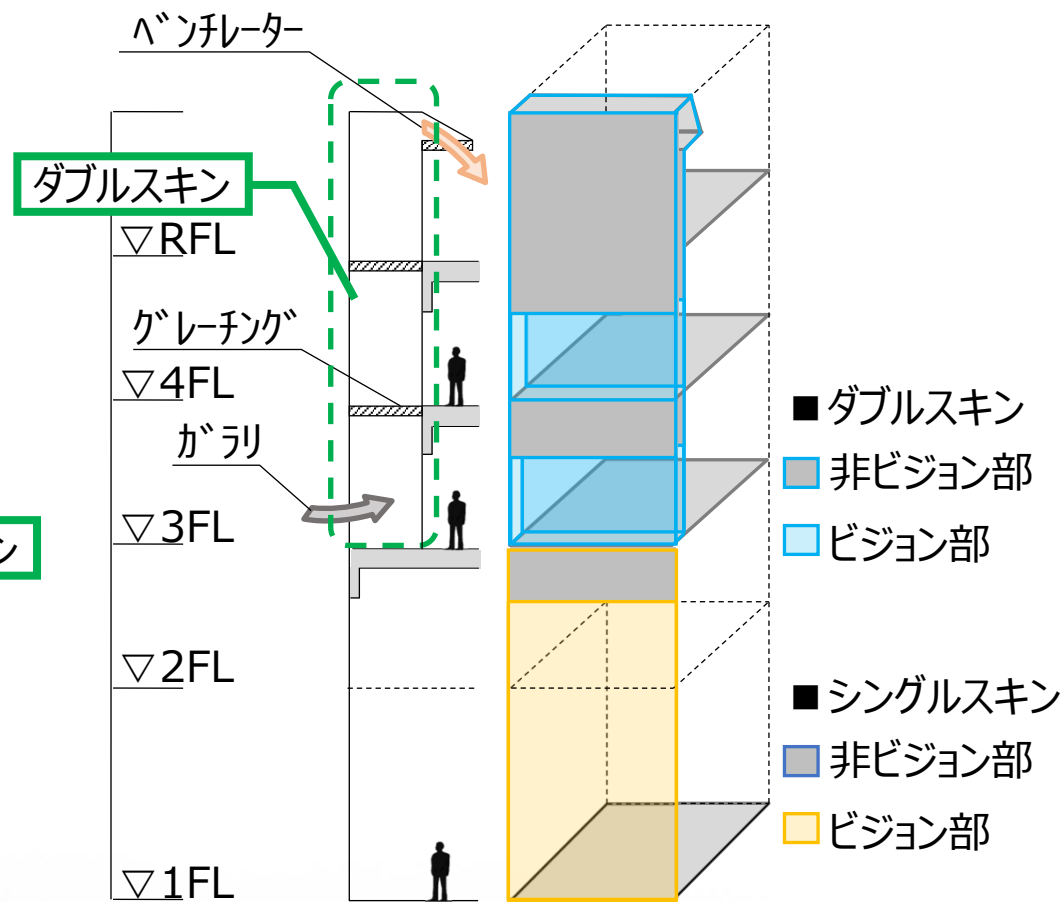 ベンチレーター
ダブルスキン
▽RFL
グレーチング
▽4FL
ガラリ
▽3FL
ン
▽2FL
▽1FL
■ダブルスキン
非ビジョン部
ビジョン部
■シングルスキン
非ビジョン部
ビジョン部